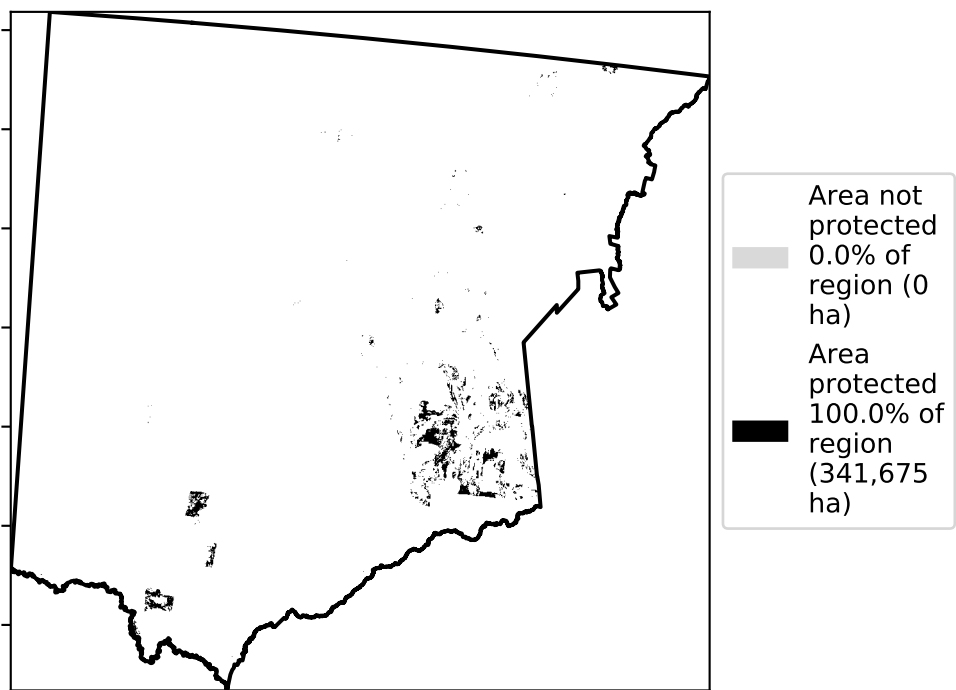 Area not
protected
0.0% of
region (0
ha)
Area
protected
100.0% of
region
(341,675
ha)